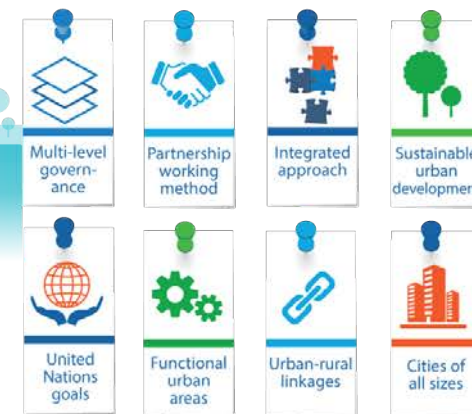 Multi-level
govern-
ance
Partnership
working
method
Integrated
approach
Sustainable
urban
developmen
United
Nations
goals
Functional
urban
areas
Urban-rural
linkages
Cities of
all sizes